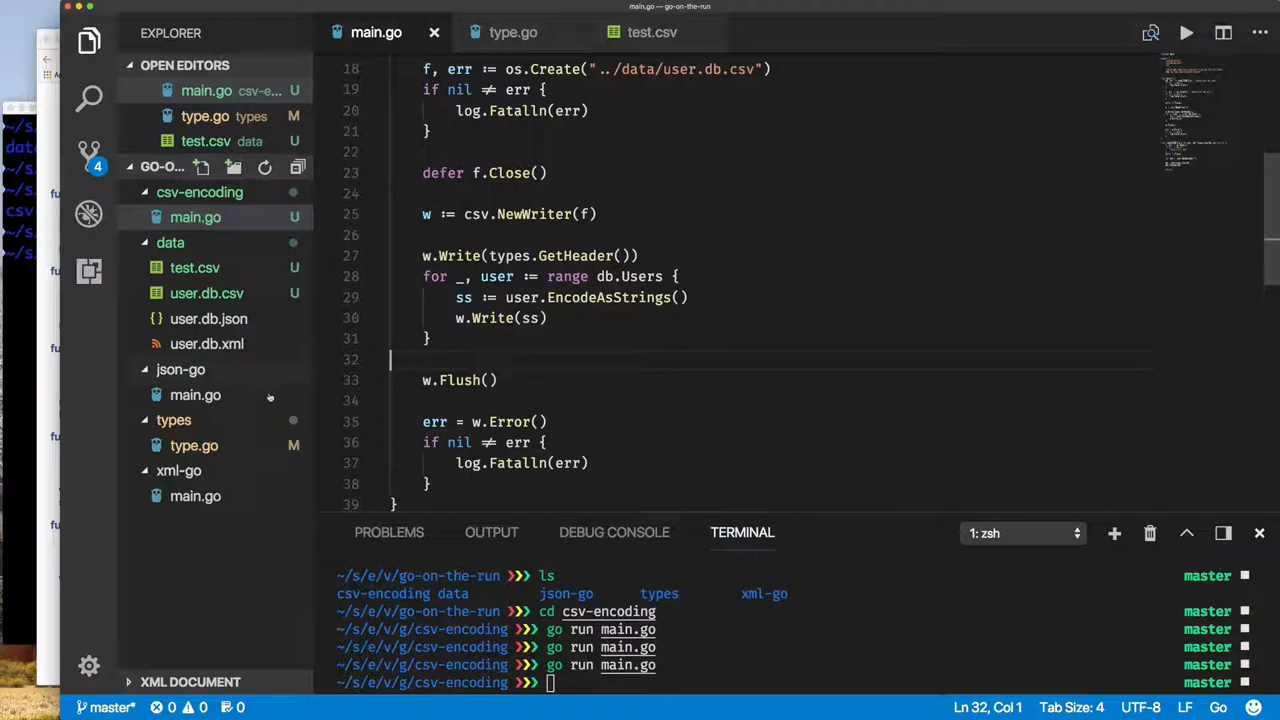 main.go — go-on-the-run
EXPLORER
main.go
type.go
test.csv
OPEN EDITORS
main.go csv-e... U
type.go types M
test.csv data U
GO-O...
4
csv-encoding
main.go U
data
test.csv U
user.db.csv U
user.db.json
user.db.xml
json-go
main.go
types
type.go M
xml-go
main.go
XML DOCUMENT
18 f, err := os.Create("../data/user.db.csv")
19 if nil ≠ err {
20 log.Fatalln(err)
21 }
22
23 defer f.Close()
24
25 w := csv.NewWriter(f)
26
27 w.Write(types.GetHeader())
28 for _, user := range db.Users {
29 ss := user.EncodeAsStrings()
30 w.Write(ss)
31 }
32
33 w.Flush()
34
35 err = w.Error()
36 if nil ≠ err {
37 log.Fatalln(err)
38 }
39 }
PROBLEMS OUTPUT DEBUG CONSOLE TERMINAL 1: zsh
~/s/e/v/go-on-the-run ❯❯❯ ls master
csv-encoding data json-go types xml-go
~/s/e/v/go-on-the-run ❯❯❯ cd csv-encoding master
~/s/e/v/g/csv-encoding ❯❯❯ go run main.go master
~/s/e/v/g/csv-encoding ❯❯❯ go run main.go master
~/s/e/v/g/csv-encoding ❯❯❯ go run main.go master
~/s/e/v/g/csv-encoding ❯❯❯ master
master* 0 0 0 Ln 32, Col 1 Tab Size: 4 UTF-8 LF Go